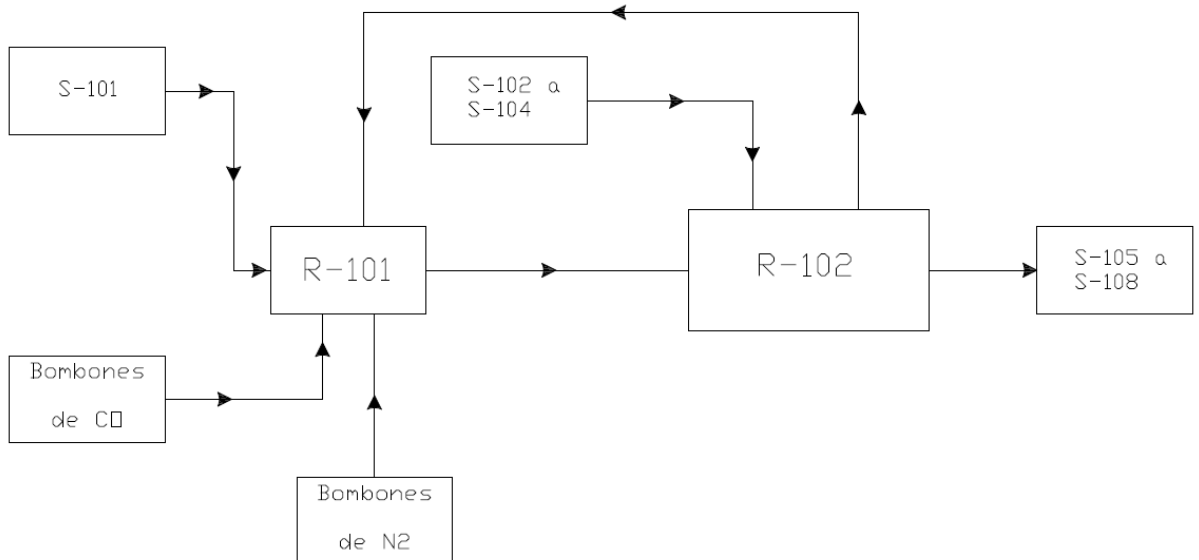 S-101
S-102 a
S-104
R-101
R-102
S-105 a
S-108
Bombones
de CO
Bombones
de N2